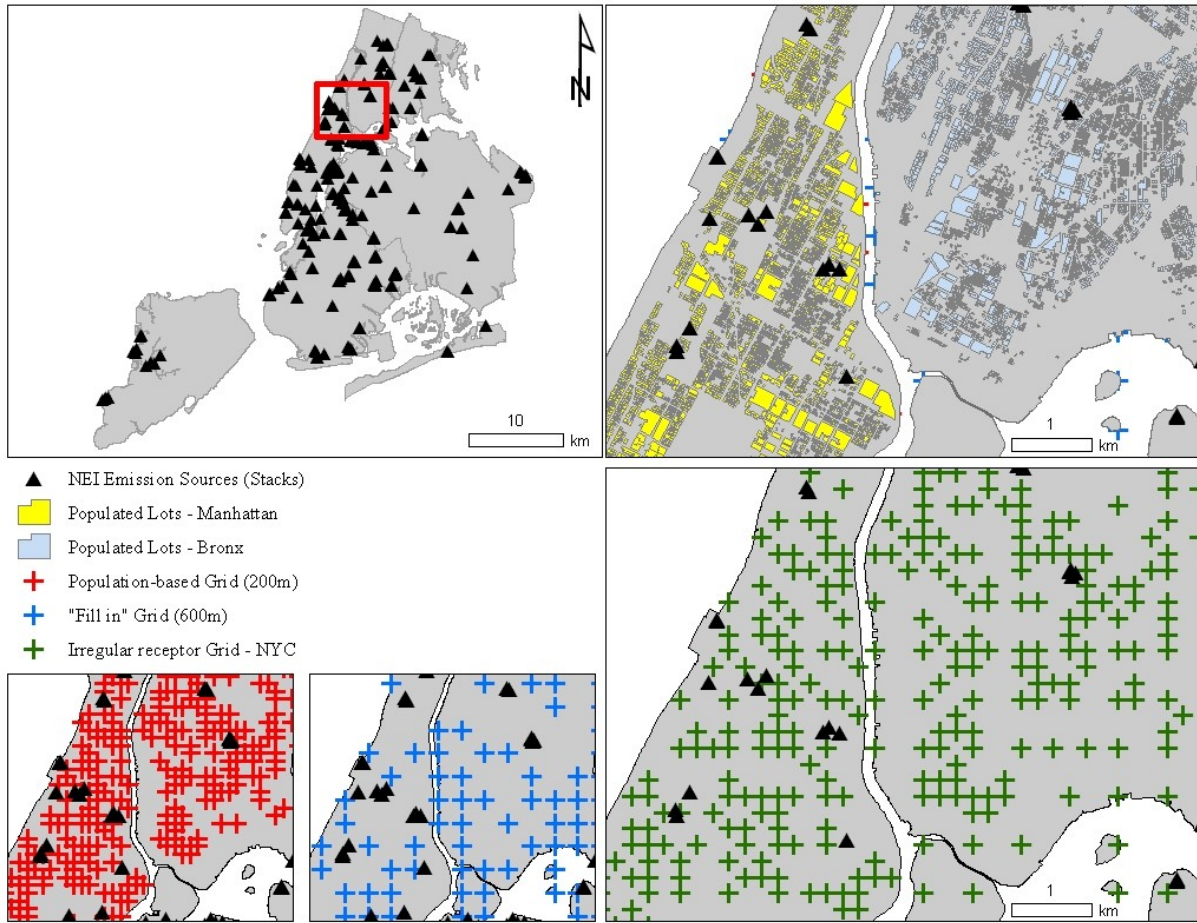 N
10
km
1
km
NEI Emission Sources (Stacks)
Populated Lots - Manhattan
Populated Lots - Bronx
Population-based Grid (200m)
"Fill in" Grid (600m)
Irregular receptor Grid - NYC
1
km